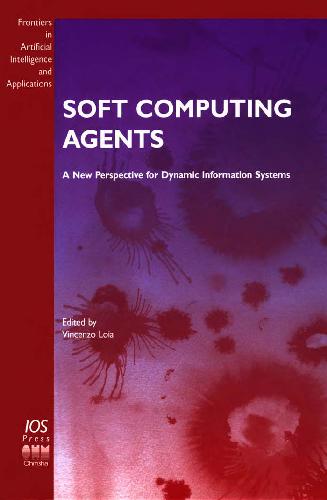 Frontiers
in
Artificial
Intelligence
and
Applications
SOFT COMPUTING
AGENTS
A New Perspective for Dynamic Information Systems
Edited by
Vincenzo Loia
IOS
Press
OHM
Ohmsha